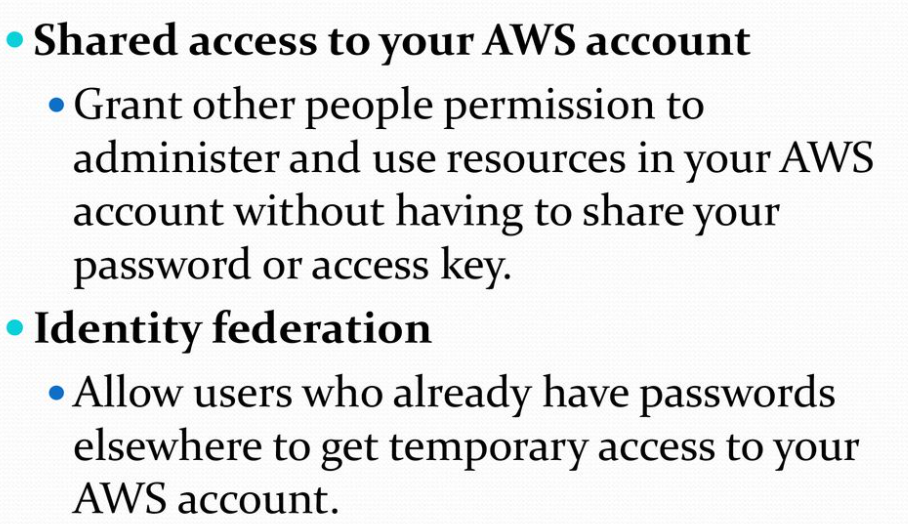 Shared access to your AWS account
Grant other people permission to
administer and use resources in your AWS
account without having to share your
password or access key.
Identity federation
Allow users who already have passwords
elsewhere to get temporary access to your
AWS account.